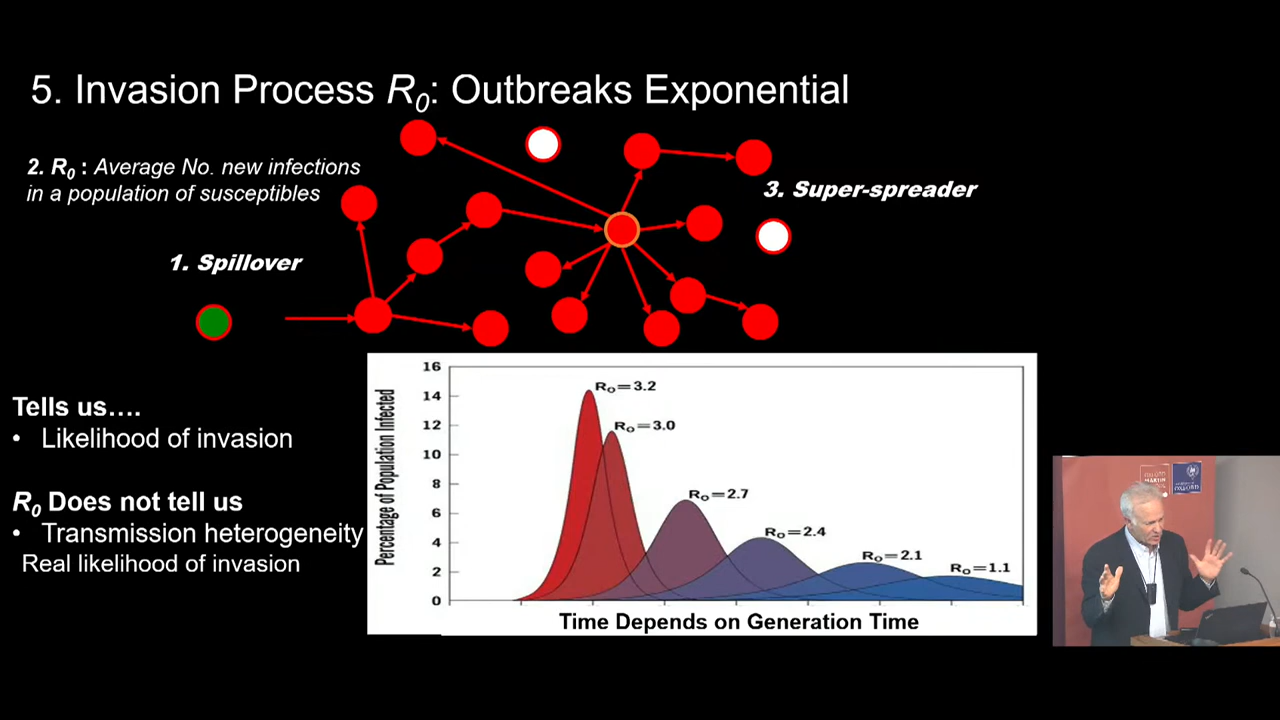 5. Invasion Process R0: Outbreaks Exponential
2. R0 : Average No. new infections
in a population of susceptibles
3. Super-spreader
1. Spillover
Tells us….
• Likelihood of invasion
R0 Does not tell us
• Transmission heterogeneity
Real likelihood of invasion
Percentage of Population Infected
16
14
12
10
8
6
4
2
0
Ro=3.2
Ro=3.0
Ro=2.7
Ro=2.4
Ro=2.1
Ro=1.1
Time Depends on Generation Time
OXFORD
MARTIN
OXFORD